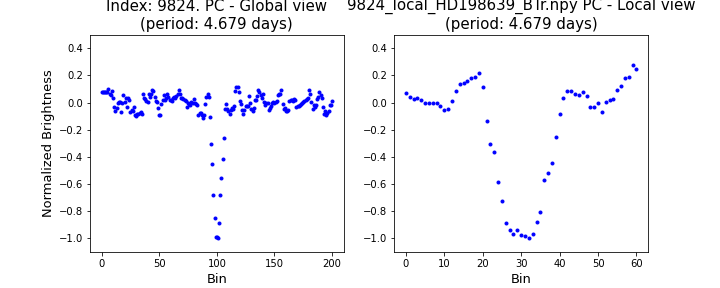 Index: 9824. PC - Global view
(period: 4.679 days)
9824_local_HD198639_BTr.npy PC - Local view
(period: 4.679 days)
Normalized Brightness
0.4
0.2
0.0
−0.2
−0.4
−0.6
−0.8
−1.0
0 50 100 150 200
Bin
0.4
0.2
0.0
−0.2
−0.4
−0.6
−0.8
−1.0
0 10 20 30 40 50 60
Bin